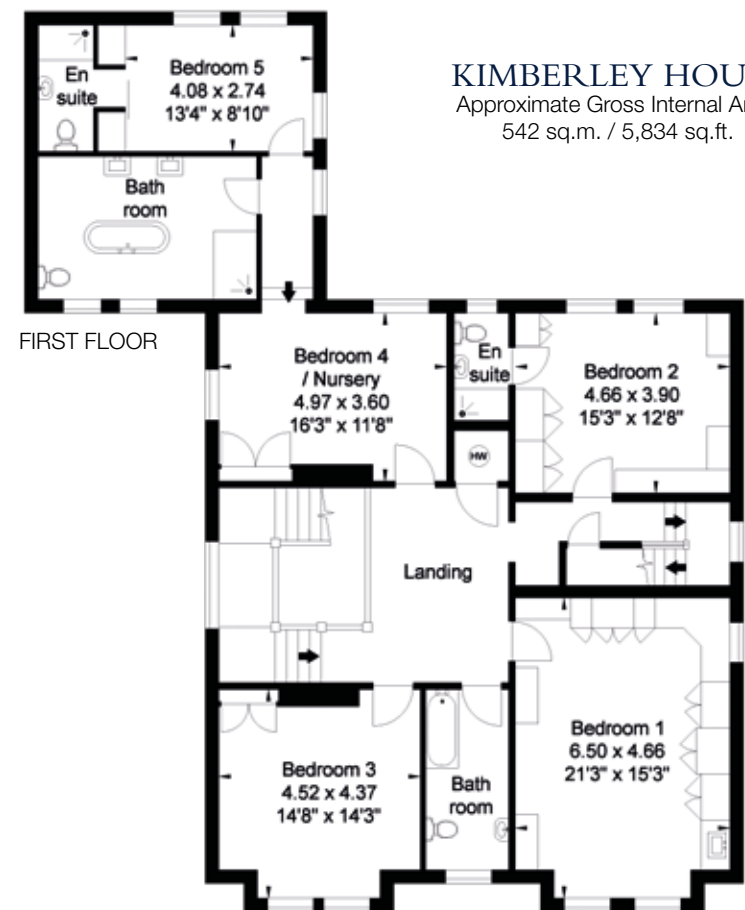 KIMBERLEY HOU
Approximate Gross Internal Ar
542 sq.m. / 5,834 sq.ft.
En
suite
Bedroom 5
4.08 x 2.74
13'4" x 8'10"
Bath
room
FIRST FLOOR
Bedroom 4
/ Nursery
4.97 x 3.60
16'3" x 11'8"
En
suite
Bedroom 2
4.66 x 3.90
15'3" x 12'8"
HW
Landing
Bedroom 3
4.52 x 4.37
14'8" x 14'3"
Bath
room
Bedroom 1
6.50 x 4.66
21'3" x 15'3"